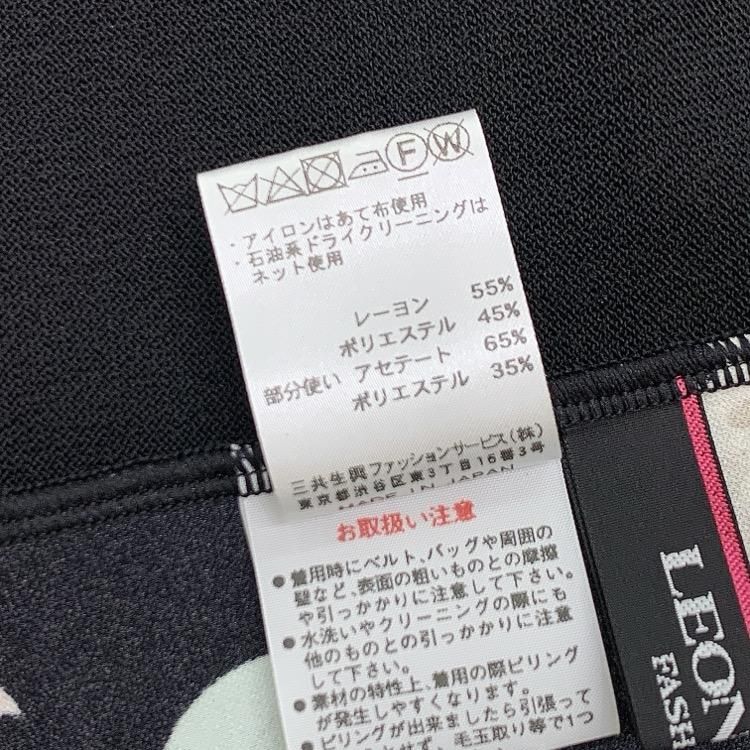 F W
・アイロンはあて布使用
・石油系ドライクリーニングは
ネット使用
レーヨン 55%
ポリエステル 45%
部分使い アセテート 65%
ポリエステル 35%
三共生興ファッションサービス(株)
東京都渋谷区東3丁目16番3号
MADE IN JAPAN
お取扱い注意
●着用時にベルト、バッグや周囲の
壁など、表面の粗いものとの摩擦
や引っかかりに注意して下さい。
●水洗いやクリーニングの際にも
他のものとの引っかかりに注意
して下さい。
●素材の特性上、着用の際ピリング
が発生しやすくなります。
●ピリングが出来ましたら引張って
とせず、毛玉取り等で1つ
LEON
FASH